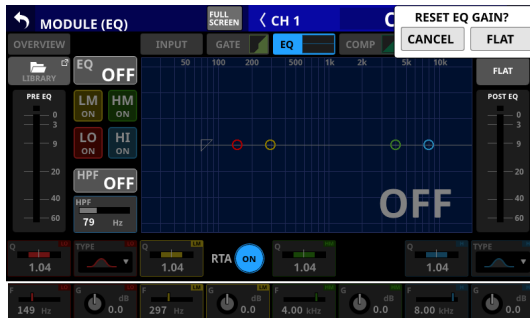 MODULE (EQ)
FULL
SCREEN
CH 1
C
RESET EQ
GAIN?
CANCEL
FLAT
OVERVIEW
INPUT
GATE
EQ
COMP
LIBRARY
EQ
OFF
50 100 200 500 1k 2k 5k 10k
FLAT
PRE EQ
0
3
9
20
40
60
LM
ON
HM
ON
LO
ON
HI
ON
HPF
OFF
HPF
79 Hz
OFF
POST EQ
0
3
9
20
40
60
Q
1.04
TYPE
Q
LM
1.04
RTA
ON
Q
1.04
Q
1.04
TYPE
F
149 Hz
G
dB
0.0
F
LM
297 Hz
G
LM
dB
0.0
F
4.00 kHz
G
dB
0.0
F
8.00 kHz
G
dB
0.0